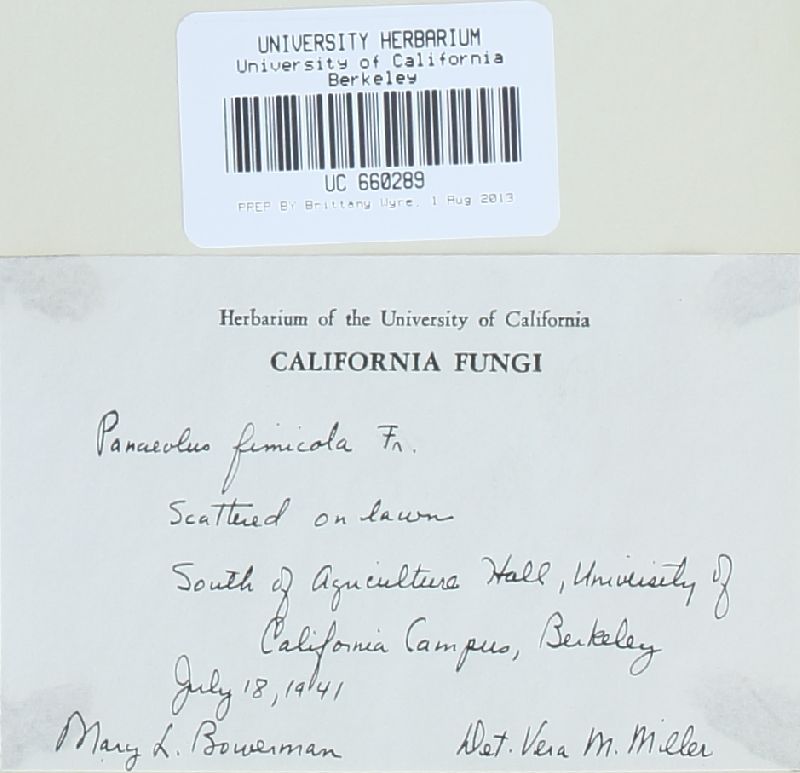 UNIVERSITY HERBARIUM
University of California
Berkeley
UC 660289
PREP BY Brittany Wyre, 1 Aug 2013
Herbarium of the University of California
CALIFORNIA FUNGI
Panaeolus fimicola Fr.
Scattered on lawn
South of Agriculture Hall, University of
California Campus, Berkeley
July 18, 1941
Mary L. Bowerman Det. Vera M. Miller